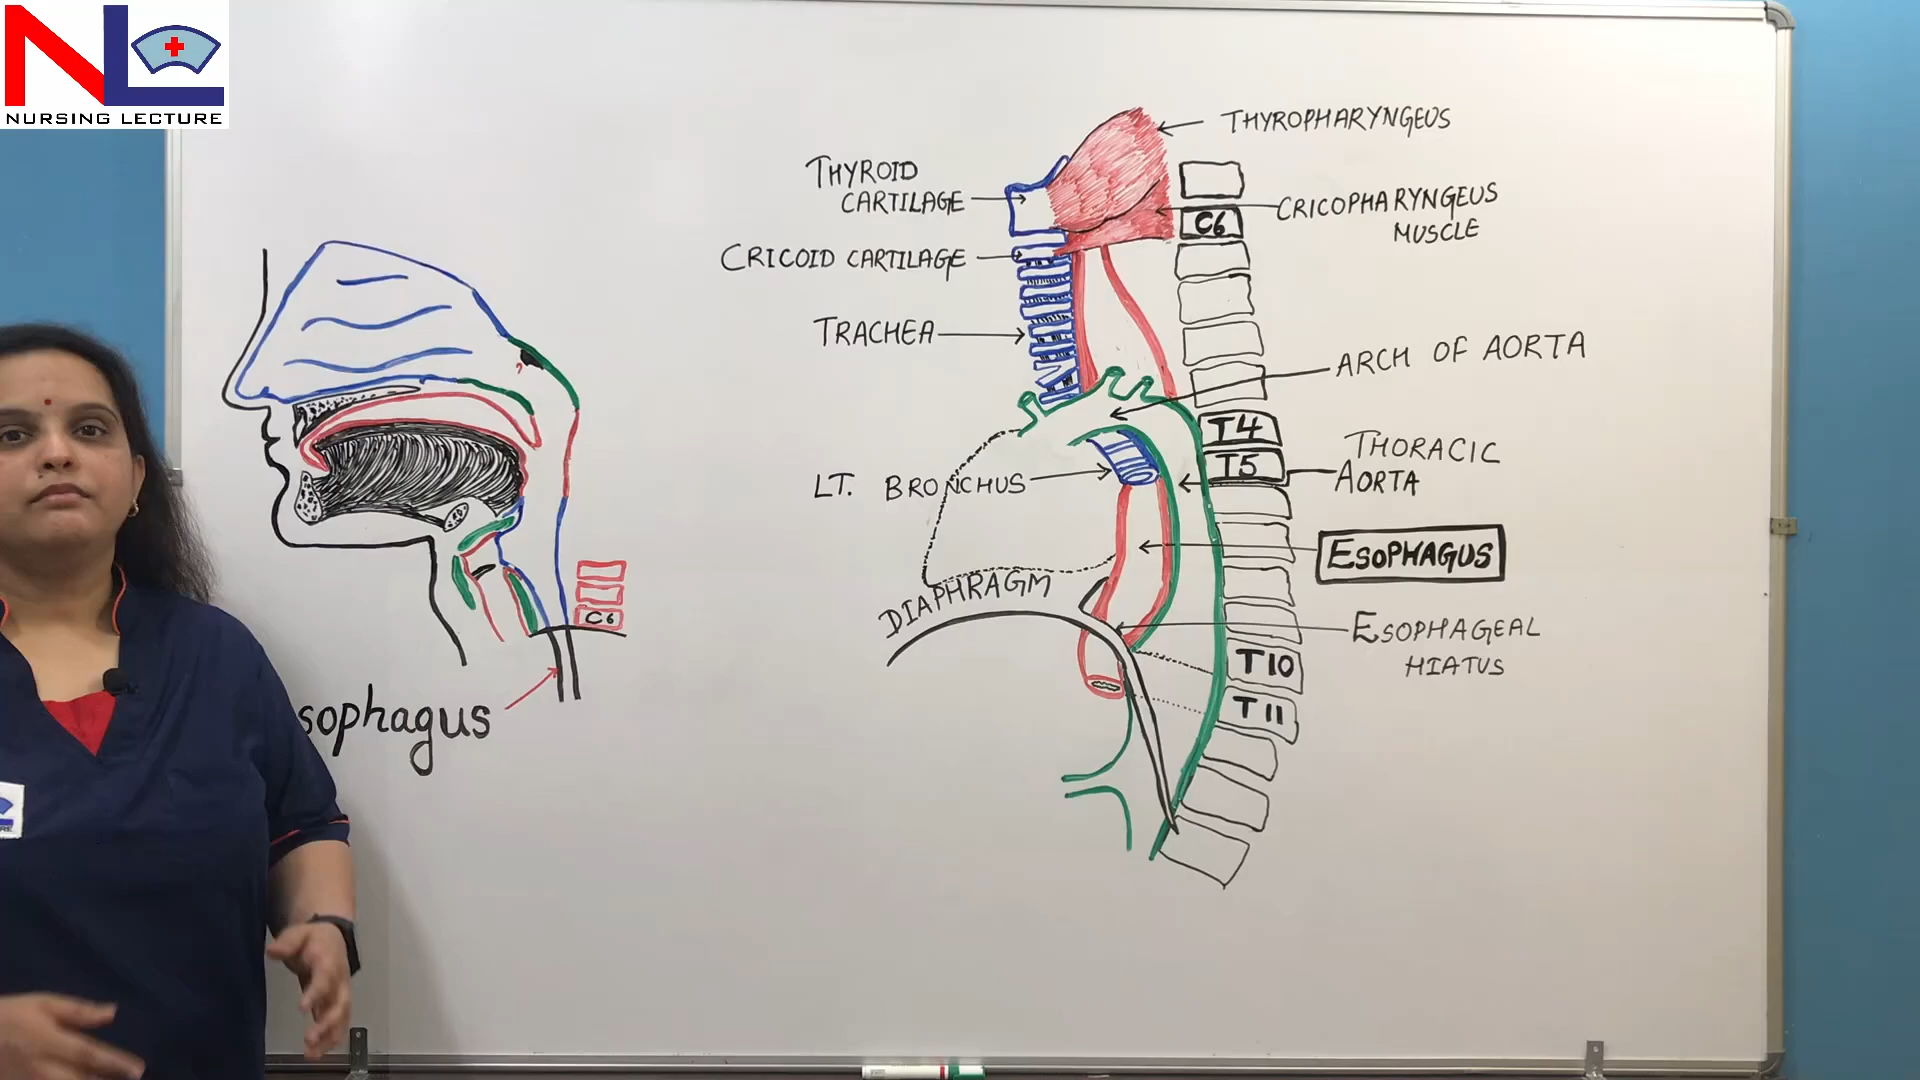 NL
NURSING LECTURE
THYROPHARYNGEUS
THYROID
CARTILAGE
C6
CRICOPHARYNGEUS
MUSCLE
CRICOID CARTILAGE
TRACHEA
ARCH OF AORTA
T4
T5
THORACIC
AORTA
LT. BRONCHUS
ESOPHAGUS
DIAPHRAGM
ESOPHAGEAL
HIATUS
T10
T11
C6
sophagus